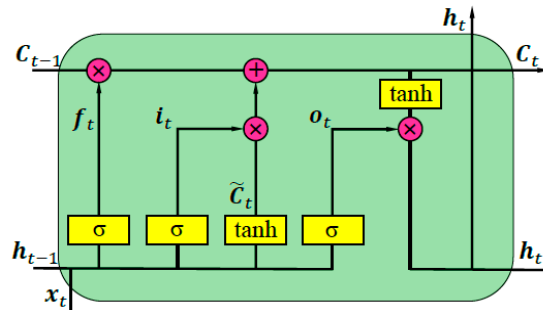 h_t
C_{t-1}
C_t
×
+
tanh
f_t
i_t
×
o_t
×
C̃_t
σ
σ
tanh
σ
h_{t-1}
h_t
x_t